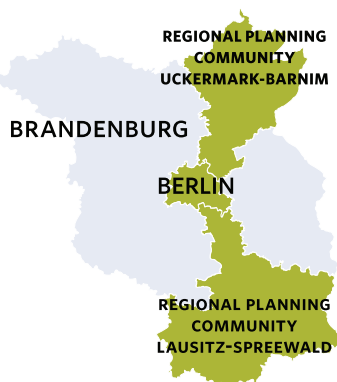 REGIONAL PLANNING
COMMUNITY
UCKERMARK-BARNIM
BRANDENBURG
BERLIN
REGIONAL PLANNING
COMMUNITY
LAUSITZ-SPREEWALD